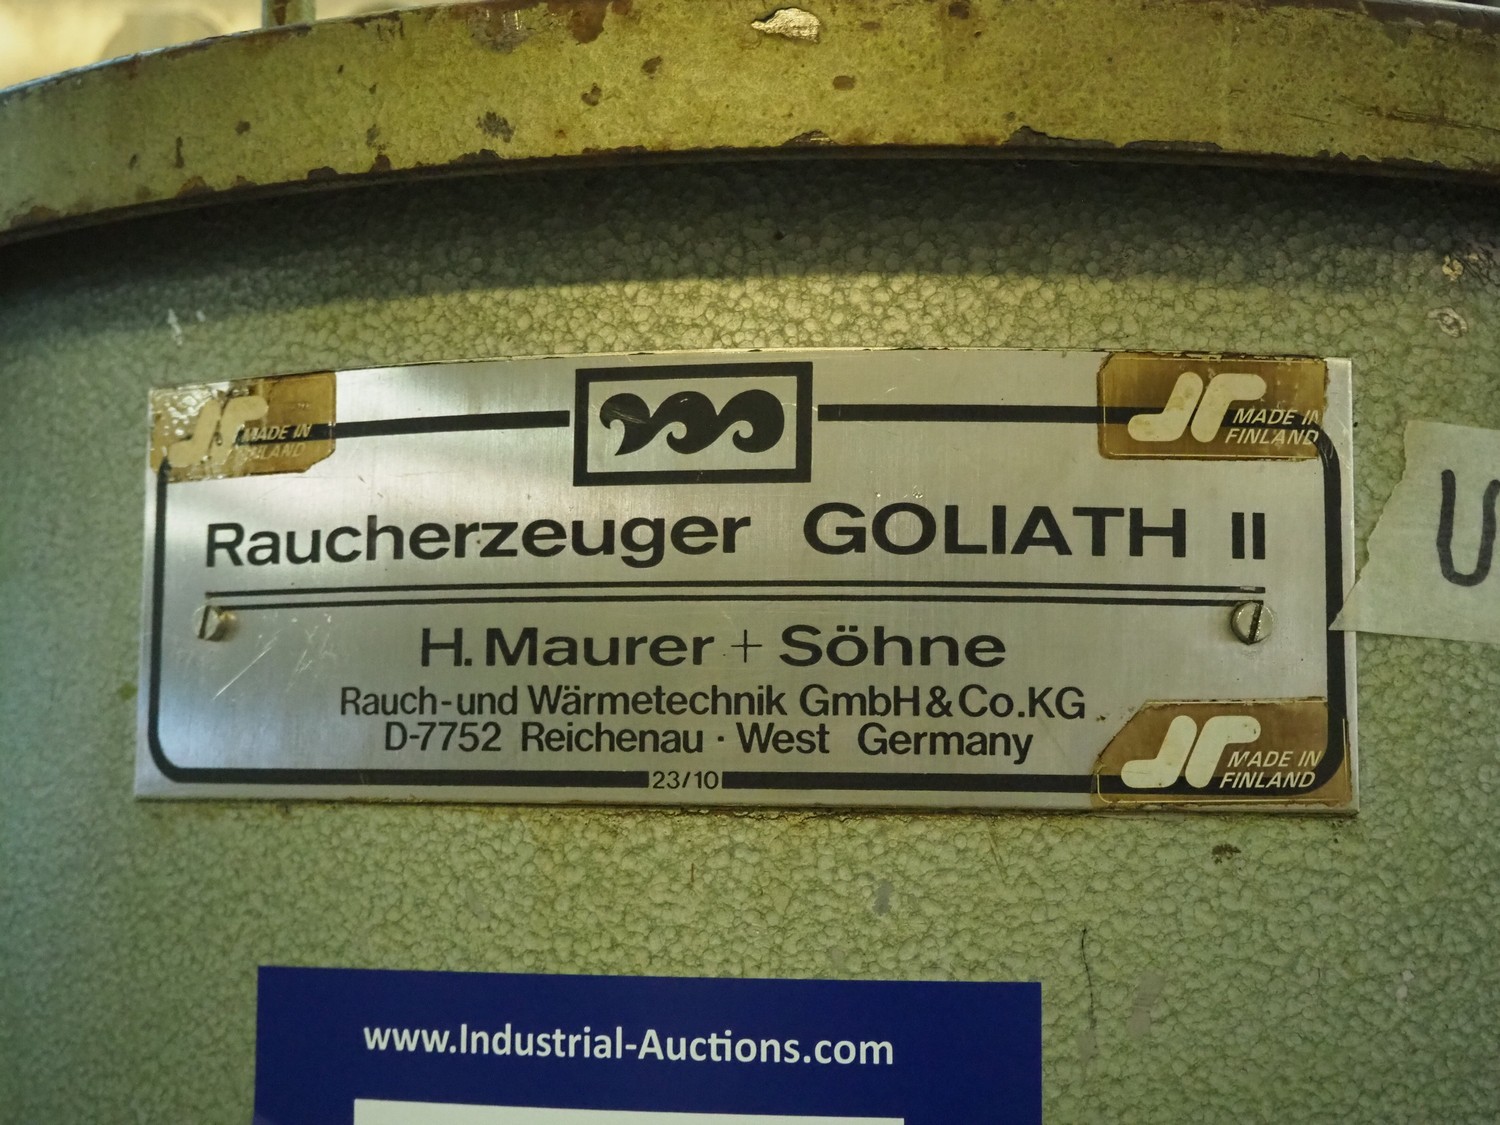 MADE IN
FINLAND
MADE IN
FINLAND
Raucherzeuger GOLIATH II
H. Maurer + Söhne
Rauch- und Wärmetechnik GmbH & Co. KG
D-7752 Reichenau · West Germany
MADE IN
FINLAND
23/10
www.Industrial-Auctions.com